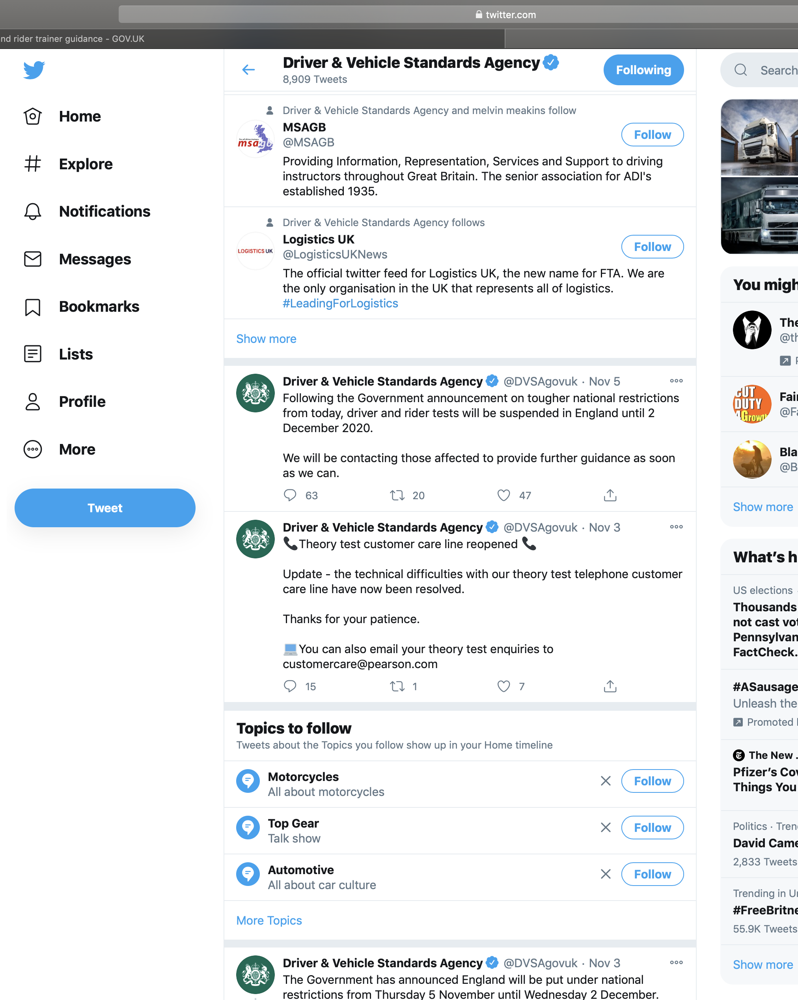 twitter.com
nd rider trainer guidance - GOV.UK
Home
Explore
Notifications
Messages
Bookmarks
Lists
Profile
More
Tweet
Driver & Vehicle Standards Agency
8,909 Tweets
Following
Driver & Vehicle Standards Agency and melvin meakins follow
For all driver trainers
msagb
MSAGB
@MSAGB
Follow
Providing Information, Representation, Services and Support to driving
instructors throughout Great Britain. The senior association for ADI's
established 1935.
Driver & Vehicle Standards Agency follows
LOGISTICS UK
Logistics UK
@LogisticsUKNews
Follow
The official twitter feed for Logistics UK, the new name for FTA. We are
the only organisation in the UK that represents all of logistics.
#LeadingForLogistics
Show more
Driver & Vehicle Standards Agency @DVSAgovuk · Nov 5
Following the Government announcement on tougher national restrictions
from today, driver and rider tests will be suspended in England until 2
December 2020.
We will be contacting those affected to provide further guidance as soon
as we can.
63 20 47
Driver & Vehicle Standards Agency @DVSAgovuk · Nov 3
📞Theory test customer care line reopened 📞
Update - the technical difficulties with our theory test telephone customer
care line have now been resolved.
Thanks for your patience.
💻You can also email your theory test enquiries to
customercare@pearson.com
15 1 7
Topics to follow
Tweets about the Topics you follow show up in your Home timeline
Motorcycles
All about motorcycles
Follow
Top Gear
Talk show
Follow
Automotive
All about car culture
Follow
More Topics
Driver & Vehicle Standards Agency @DVSAgovuk · Nov 3
The Government has announced England will be put under national
restrictions from Thursday 5 November until Wednesday 2 December.
Search
You migh
The
@th
CUT
DUTY
4Growth
Fair
@Fa
Bla
@B
Show more
What's h
US elections
Thousands
not cast vot
Pennsylvan
FactCheck.
#ASausage
Unleash the
Promoted
The New
Pfizer's Cov
Things You
Politics · Tren
David Came
2,833 Tweets
Trending in Un
#FreeBritne
55.9K Tweets
Show more